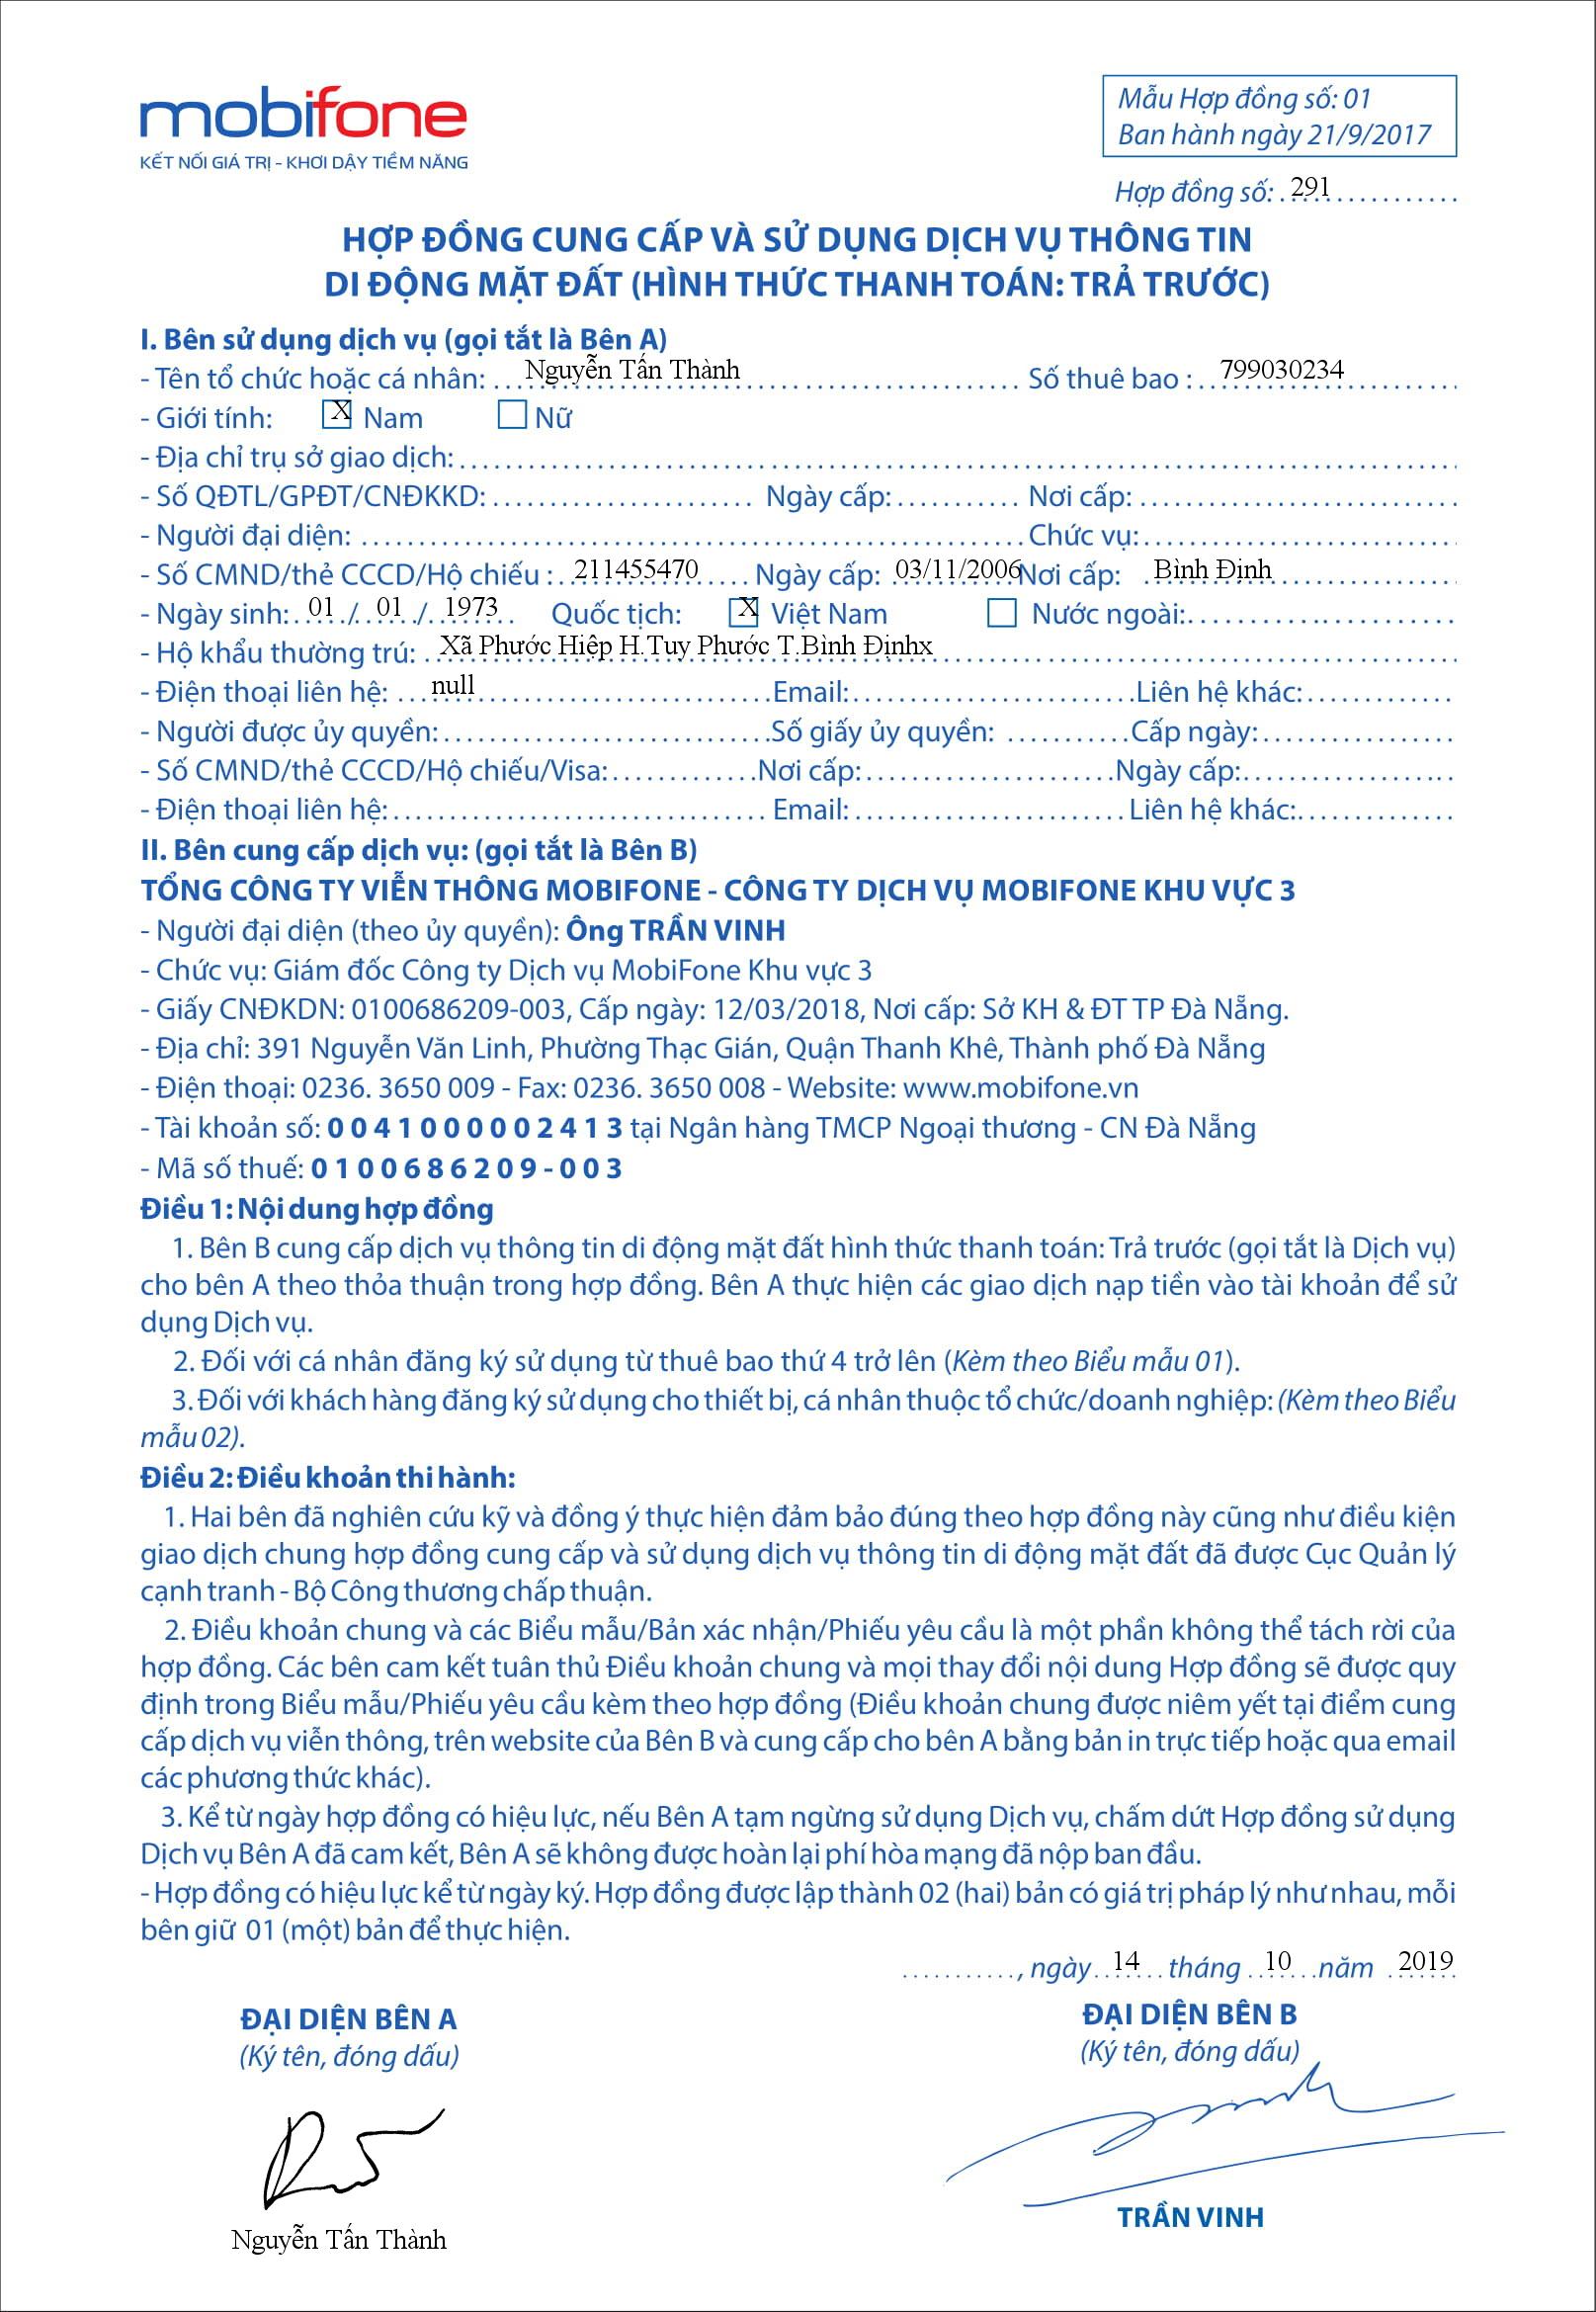 mobifone
KẾT NỐI GIÁ TRỊ - KHƠI DẬY TIỀM NĂNG
Mẫu Hợp đồng số: 01
Ban hành ngày 21/9/2017
Hợp đồng số: 291
HỢP ĐỒNG CUNG CẤP VÀ SỬ DỤNG DỊCH VỤ THÔNG TIN
DI ĐỘNG MẶT ĐẤT (HÌNH THỨC THANH TOÁN: TRẢ TRƯỚC)
I. Bên sử dụng dịch vụ (gọi tắt là Bên A)
- Tên tổ chức hoặc cá nhân: Nguyễn Tấn Thành Số thuê bao : 799030234
- Giới tính: X Nam Nữ
- Địa chỉ trụ sở giao dịch:
- Số QĐTL/GPĐT/CNĐKKD: Ngày cấp: Nơi cấp:
- Người đại diện: Chức vụ:
- Số CMND/thẻ CCCD/Hộ chiếu : 211455470 Ngày cấp: 03/11/2006 Nơi cấp: Bình Định
- Ngày sinh: 01 / 01 / 1973 Quốc tịch: X Việt Nam Nước ngoài:
- Hộ khẩu thường trú: Xã Phước Hiệp H.Tuy Phước T.Bình Địnhx
- Điện thoại liên hệ: null Email: Liên hệ khác:
- Người được ủy quyền: Số giấy ủy quyền: Cấp ngày:
- Số CMND/thẻ CCCD/Hộ chiếu/Visa: Nơi cấp: Ngày cấp:
- Điện thoại liên hệ: Email: Liên hệ khác:
II. Bên cung cấp dịch vụ: (gọi tắt là Bên B)
TỔNG CÔNG TY VIỄN THÔNG MOBIFONE - CÔNG TY DỊCH VỤ MOBIFONE KHU VỰC 3
- Người đại diện (theo ủy quyền): Ông TRẦN VINH
- Chức vụ: Giám đốc Công ty Dịch vụ MobiFone Khu vực 3
- Giấy CNĐKDN: 0100686209-003, Cấp ngày: 12/03/2018, Nơi cấp: Sở KH & ĐT TP Đà Nẵng.
- Địa chỉ: 391 Nguyễn Văn Linh, Phường Thạc Gián, Quận Thanh Khê, Thành phố Đà Nẵng
- Điện thoại: 0236. 3650 009 - Fax: 0236. 3650 008 - Website: www.mobifone.vn
- Tài khoản số: 0 0 4 1 0 0 0 0 0 2 4 1 3 tại Ngân hàng TMCP Ngoại thương - CN Đà Nẵng
- Mã số thuế: 0 1 0 0 6 8 6 2 0 9 - 0 0 3
Điều 1: Nội dung hợp đồng
1. Bên B cung cấp dịch vụ thông tin di động mặt đất hình thức thanh toán: Trả trước (gọi tắt là Dịch vụ)
cho bên A theo thỏa thuận trong hợp đồng. Bên A thực hiện các giao dịch nạp tiền vào tài khoản để sử
dụng Dịch vụ.
2. Đối với cá nhân đăng ký sử dụng từ thuê bao thứ 4 trở lên (Kèm theo Biểu mẫu 01).
3. Đối với khách hàng đăng ký sử dụng cho thiết bị, cá nhân thuộc tổ chức/doanh nghiệp: (Kèm theo Biểu
mẫu 02).
Điều 2: Điều khoản thi hành:
1. Hai bên đã nghiên cứu kỹ và đồng ý thực hiện đảm bảo đúng theo hợp đồng này cũng như điều kiện
giao dịch chung hợp đồng cung cấp và sử dụng dịch vụ thông tin di động mặt đất đã được Cục Quản lý
cạnh tranh - Bộ Công thương chấp thuận.
2. Điều khoản chung và các Biểu mẫu/Bản xác nhận/Phiếu yêu cầu là một phần không thể tách rời của
hợp đồng. Các bên cam kết tuân thủ Điều khoản chung và mọi thay đổi nội dung Hợp đồng sẽ được quy
định trong Biểu mẫu/Phiếu yêu cầu kèm theo hợp đồng (Điều khoản chung được niêm yết tại điểm cung
cấp dịch vụ viễn thông, trên website của Bên B và cung cấp cho bên A bằng bản in trực tiếp hoặc qua email
các phương thức khác).
3. Kể từ ngày hợp đồng có hiệu lực, nếu Bên A tạm ngừng sử dụng Dịch vụ, chấm dứt Hợp đồng sử dụng
Dịch vụ Bên A đã cam kết, Bên A sẽ không được hoàn lại phí hòa mạng đã nộp ban đầu.
- Hợp đồng có hiệu lực kể từ ngày ký. Hợp đồng được lập thành 02 (hai) bản có giá trị pháp lý như nhau, mỗi
bên giữ 01 (một) bản để thực hiện.
, ngày 14 tháng 10 năm 2019
ĐẠI DIỆN BÊN A
(Ký tên, đóng dấu)
Nguyễn Tấn Thành
ĐẠI DIỆN BÊN B
(Ký tên, đóng dấu)
TRẦN VINH